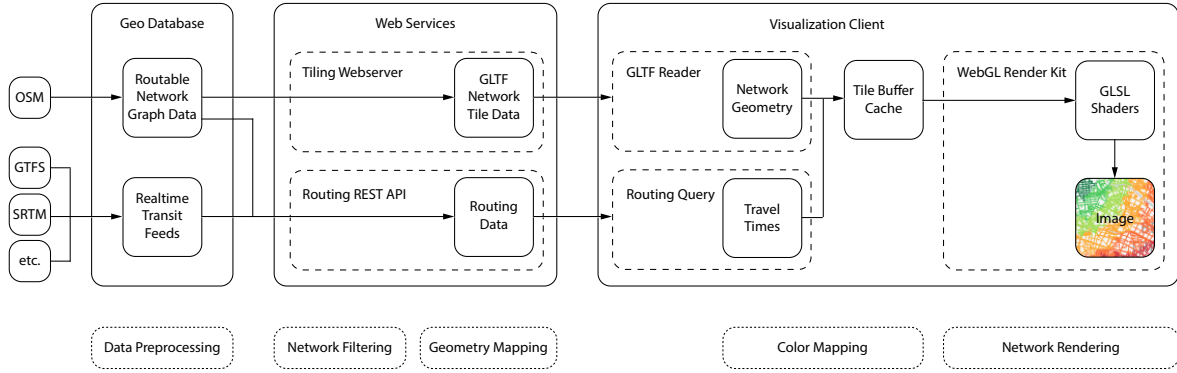 Geo Database
Web Services
Visualization Client
OSM
GTFS
SRTM
etc.
Routable
Network
Graph Data
Realtime
Transit
Feeds
Tiling Webserver
GLTF
Network
Tile Data
Routing REST API
Routing
Data
GLTF Reader
Network
Geometry
Routing Query
Travel
Times
Tile Buffer
Cache
WebGL Render Kit
GLSL
Shaders
Image
Data Preprocessing
Network Filtering
Geometry Mapping
Color Mapping
Network Rendering